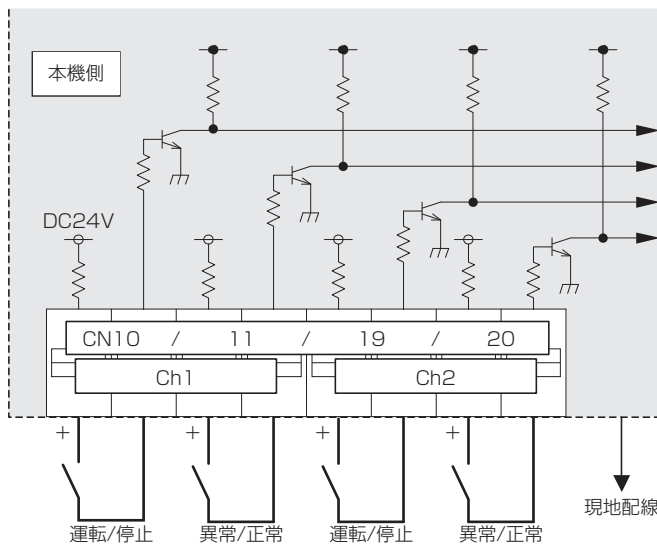 本機側
DC24V
CN10 / 11 / 19 / 20
Ch1 Ch2
+ + + +
運転/停止 異常/正常 運転/停止 異常/正常
現地配線